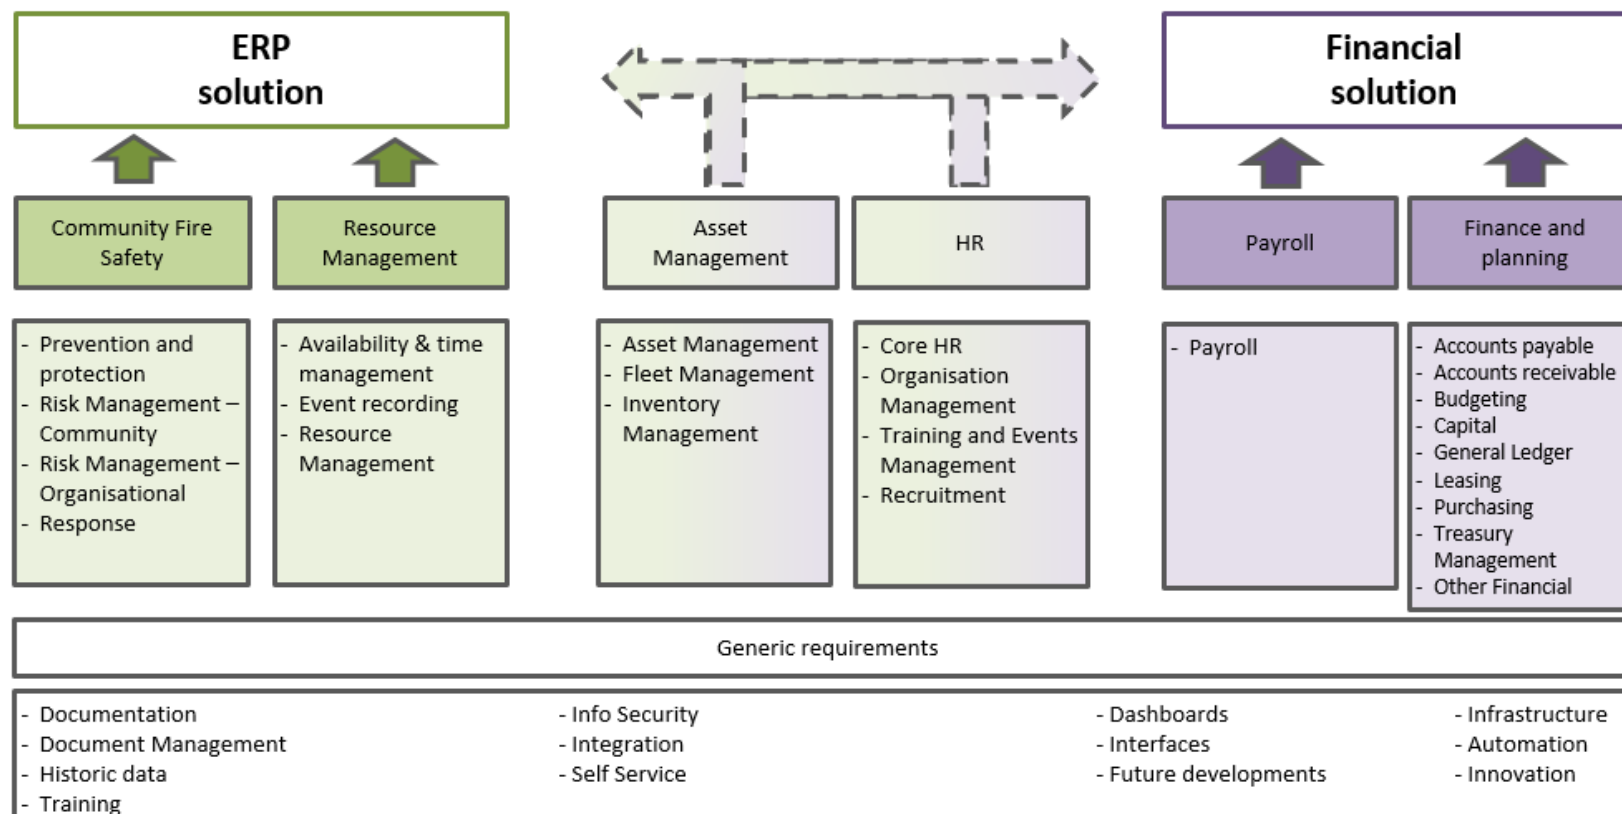 ERP
solution
Financial
solution
Community Fire
Safety
Resource
Management
Asset
Management
HR
Payroll
Finance and
planning
- Prevention and
protection
- Risk Management –
Community
- Risk Management –
Organisational
- Response
- Availability & time
management
- Event recording
- Resource
Management
- Asset Management
- Fleet Management
- Inventory
Management
- Core HR
- Organisation
Management
- Training and Events
Management
- Recruitment
- Payroll
- Accounts payable
- Accounts receivable
- Budgeting
- Capital
- General Ledger
- Leasing
- Purchasing
- Treasury
Management
- Other Financial
Generic requirements
- Documentation
- Document Management
- Historic data
- Training
- Info Security
- Integration
- Self Service
- Dashboards
- Interfaces
- Future developments
- Infrastructure
- Automation
- Innovation